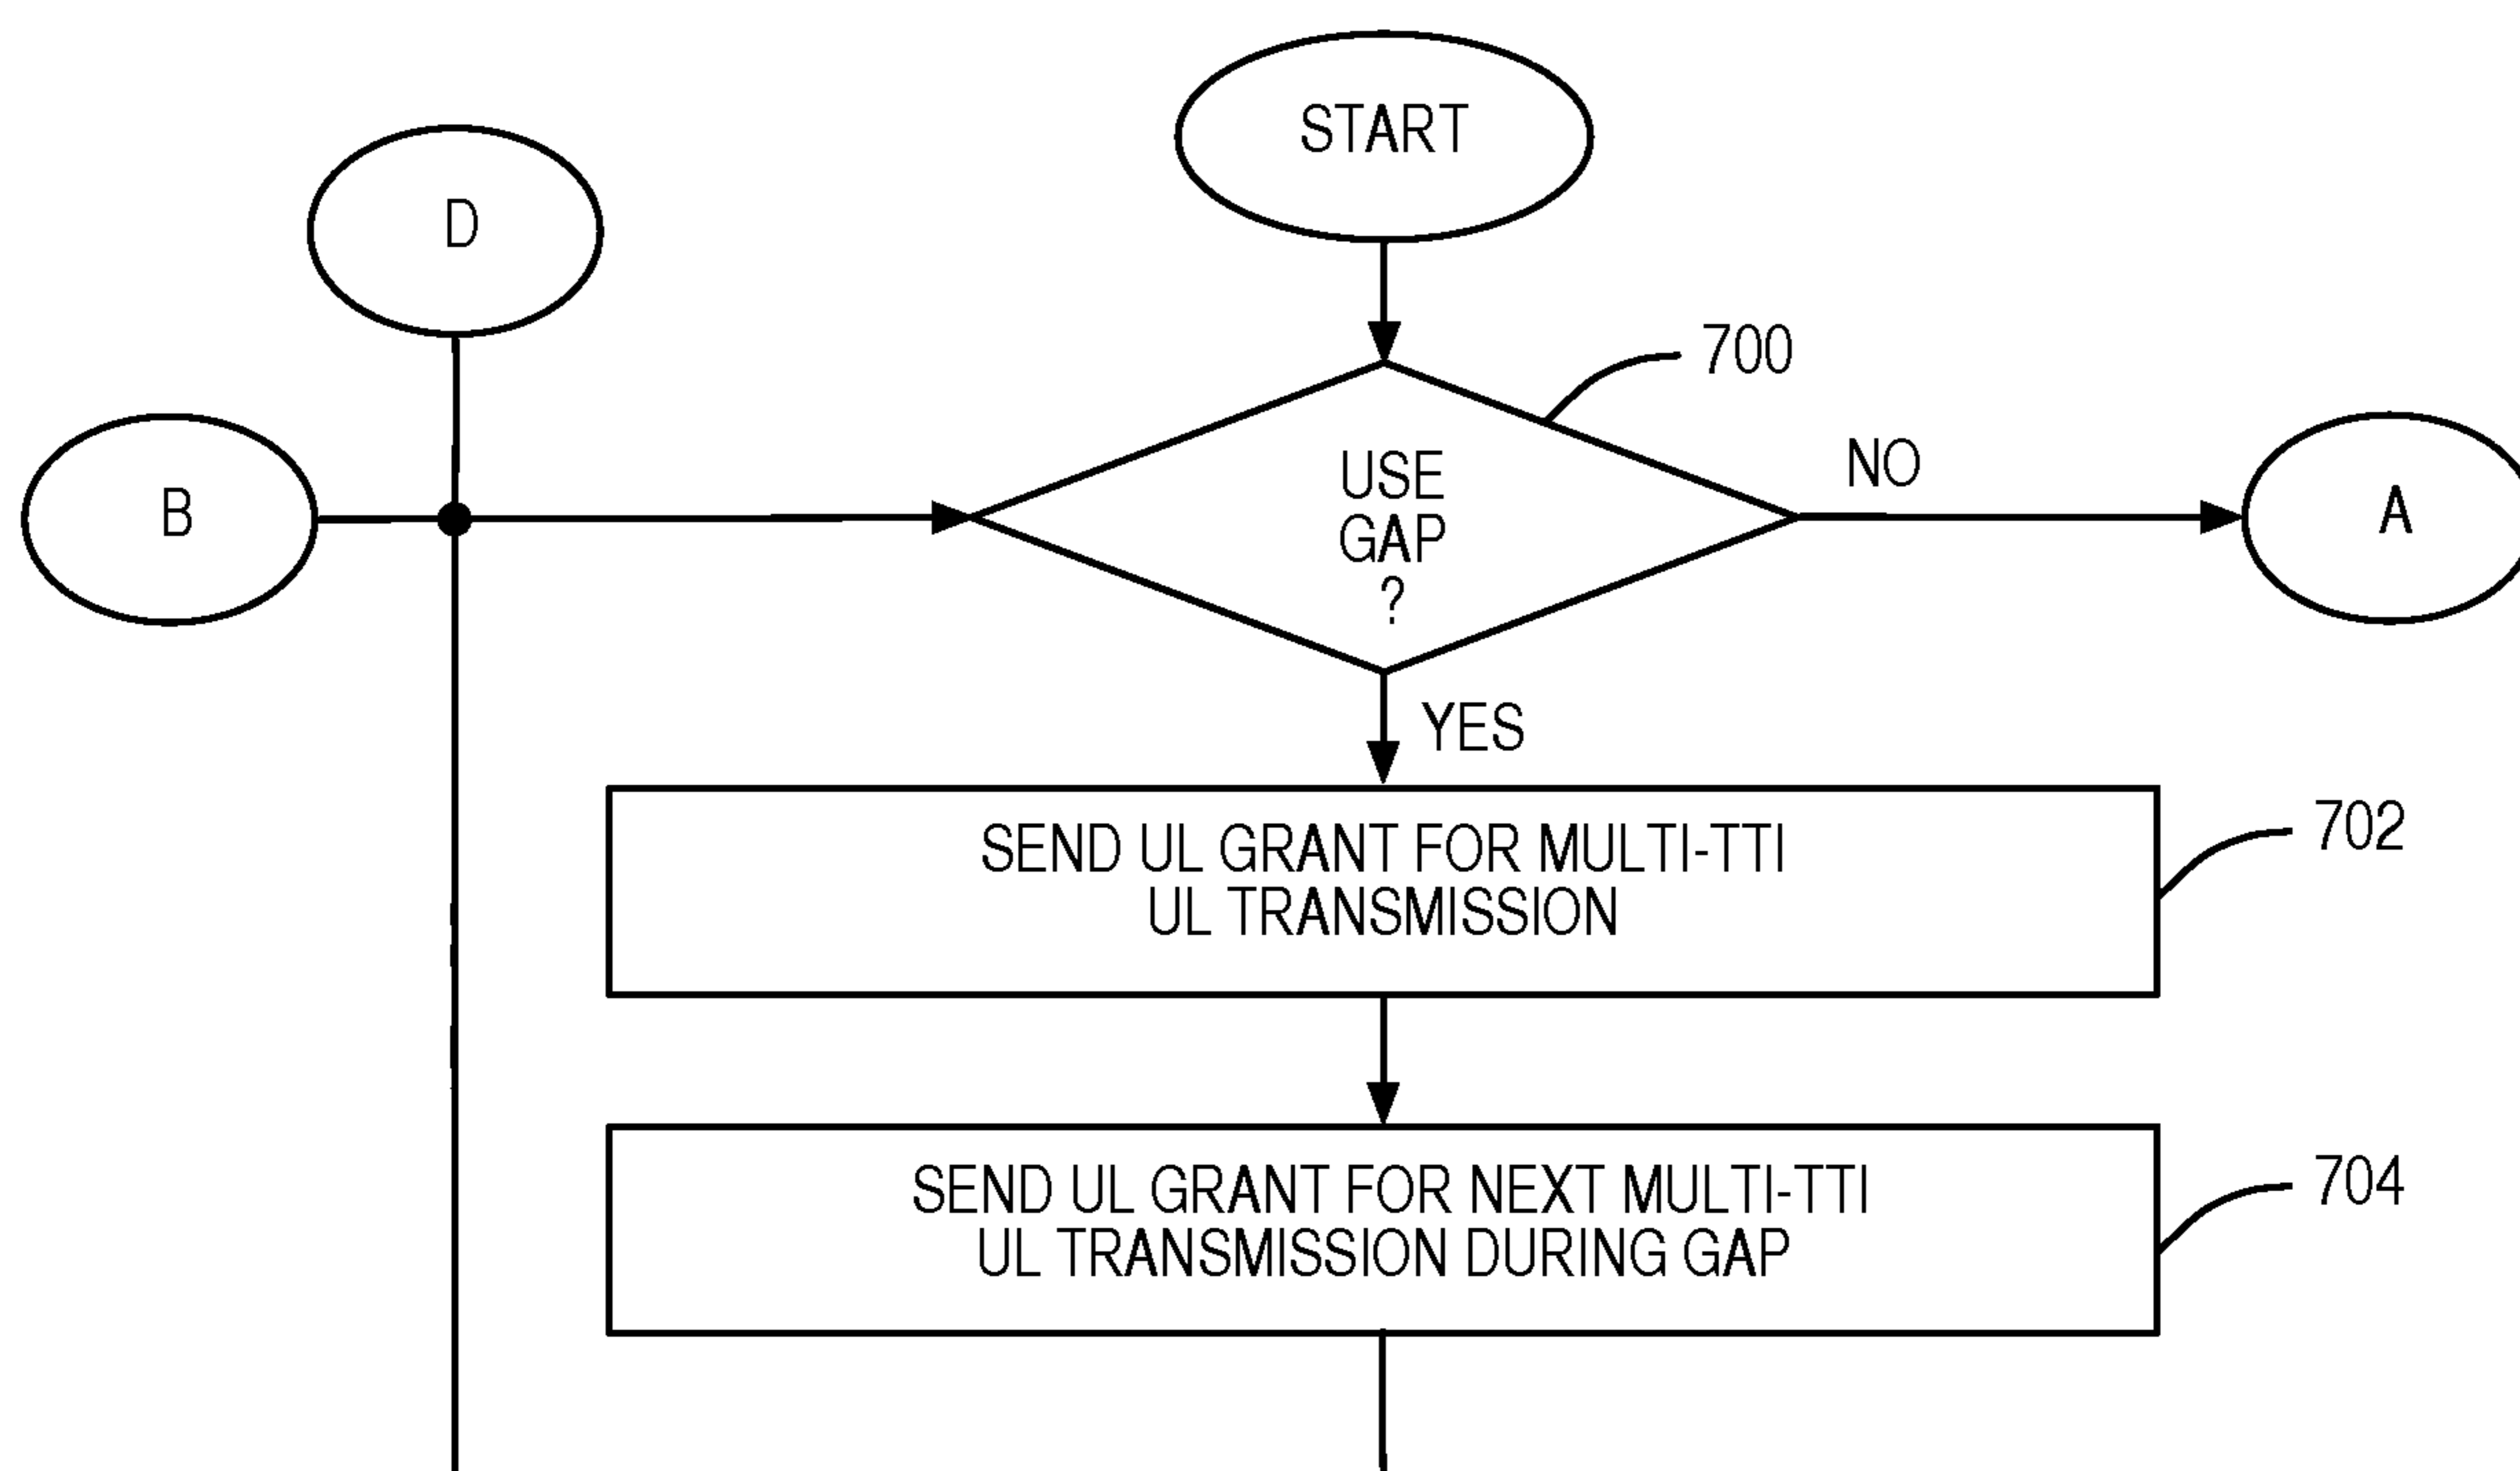 START
D
700
B
USE
GAP
?
NO
A
YES
SEND UL GRANT FOR MULTI-TTI
UL TRANSMISSION
702
SEND UL GRANT FOR NEXT MULTI-TTI
UL TRANSMISSION DURING GAP
704